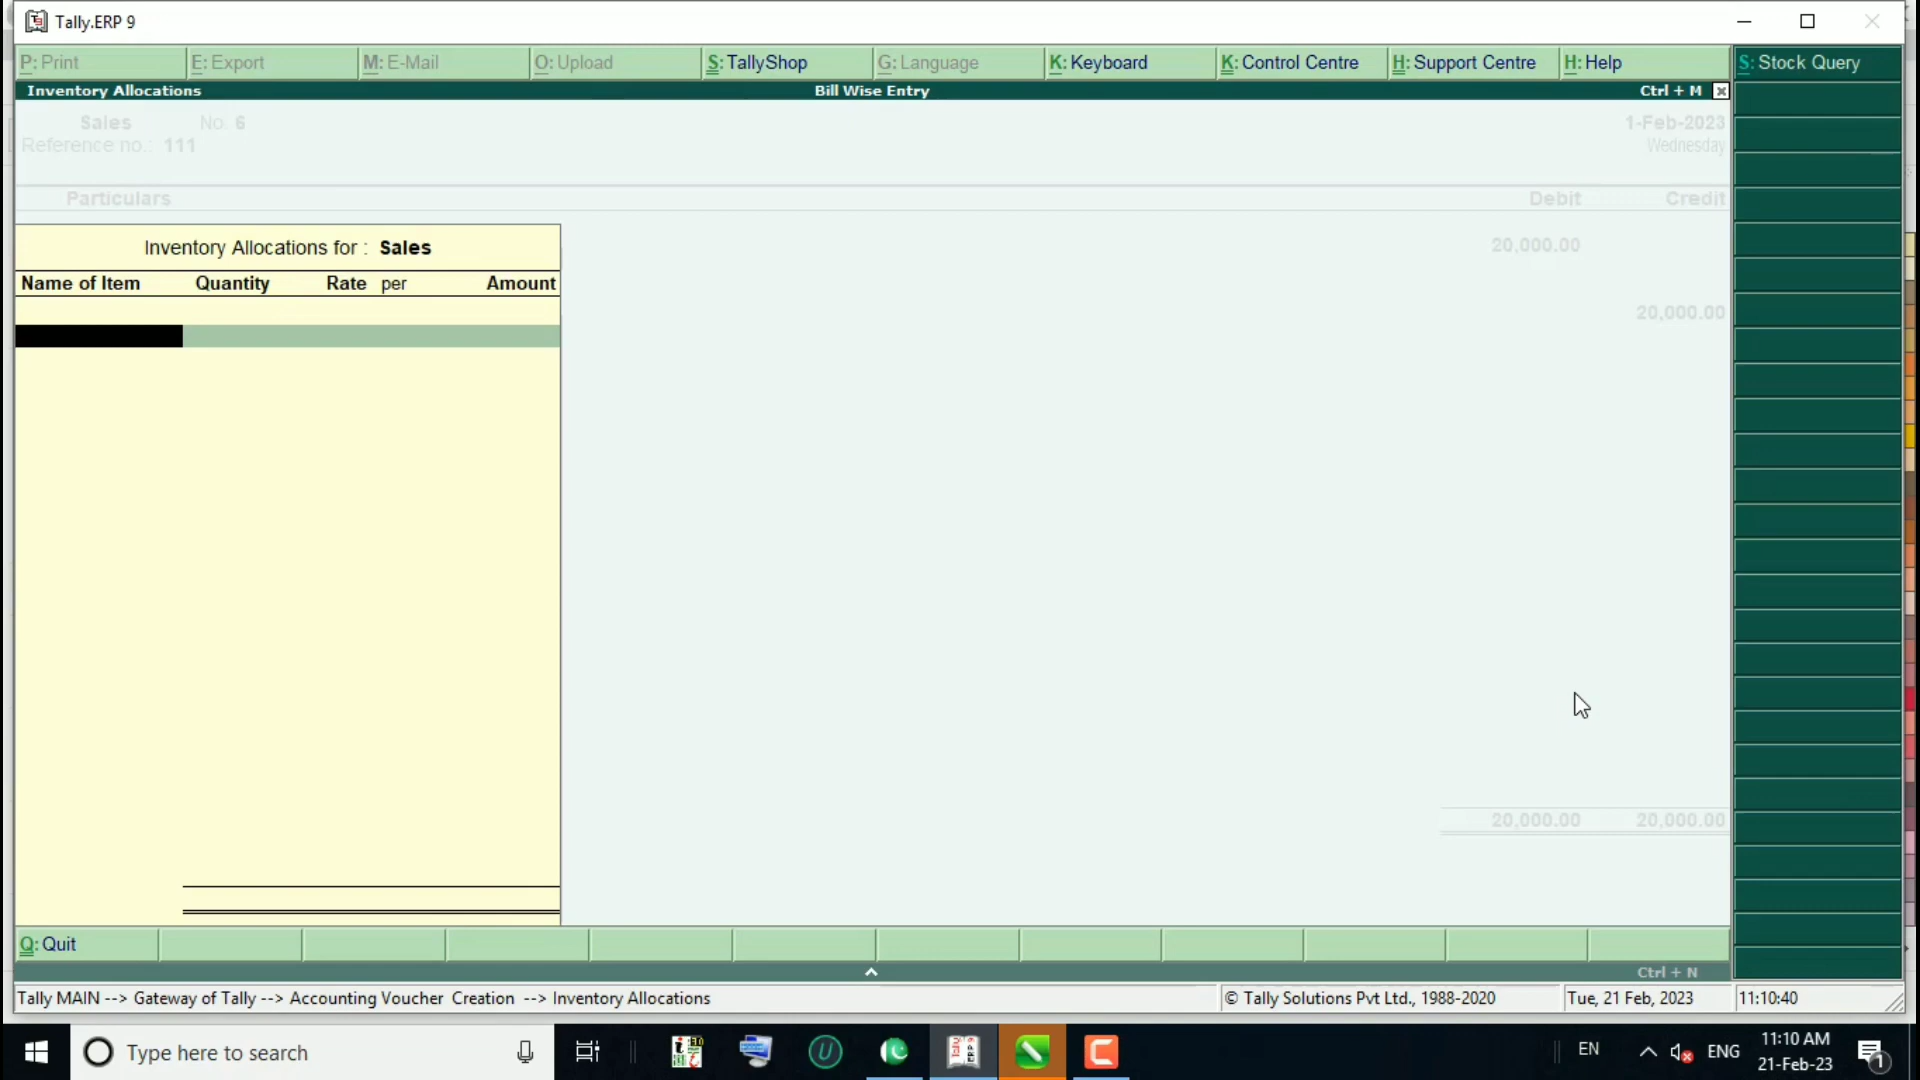 Tally.ERP 9
P: Print
E: Export
M: E-Mail
O: Upload
S: TallyShop
G: Language
K: Keyboard
K: Control Centre
H: Support Centre
H: Help
S: Stock Query
Inventory Allocations
Bill Wise Entry
Ctrl + M
Sales No. 6
1-Feb-2023
Reference no.: 111
Wednesday
Particulars
Debit
Credit
Inventory Allocations for : Sales
20,000.00
Name of Item Quantity Rate per Amount
20,000.00
20,000.00 20,000.00
Q: Quit
Ctrl + N
Tally MAIN --> Gateway of Tally --> Accounting Voucher Creation --> Inventory Allocations
© Tally Solutions Pvt Ltd., 1988-2020
Tue, 21 Feb, 2023
11:10:40
Type here to search
EN
ENG
11:10 AM
21-Feb-23
1